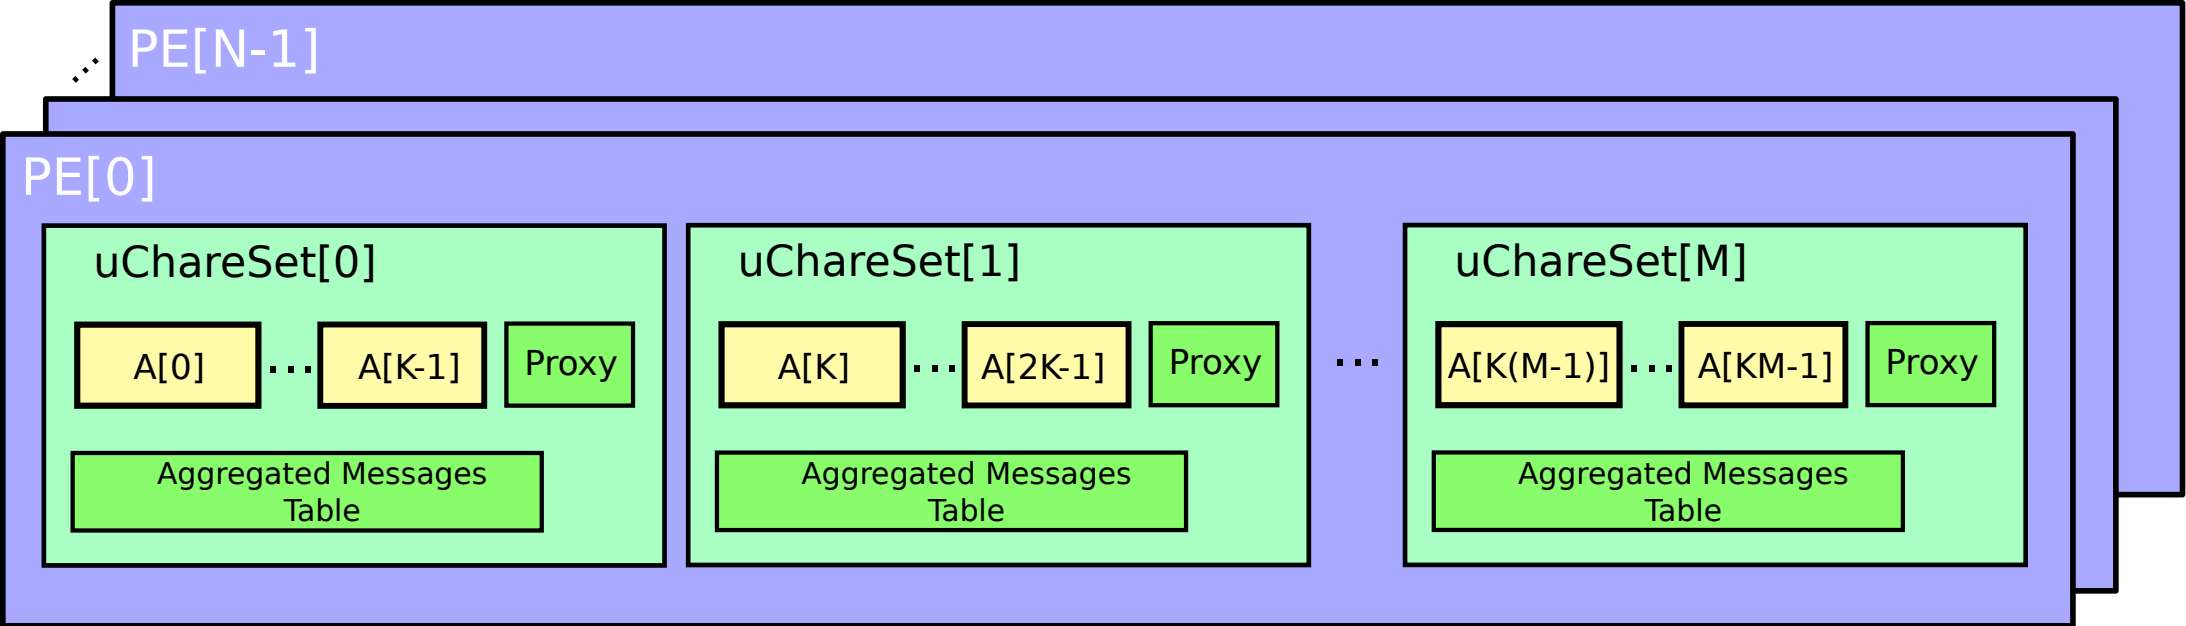 PE[N-1]
PE[0]
uChareSet[0]
A[0] ... A[K-1] Proxy
Aggregated Messages
Table
uChareSet[1]
A[K] ... A[2K-1] Proxy
Aggregated Messages
Table
...
uChareSet[M]
A[K(M-1)] ... A[KM-1] Proxy
Aggregated Messages
Table